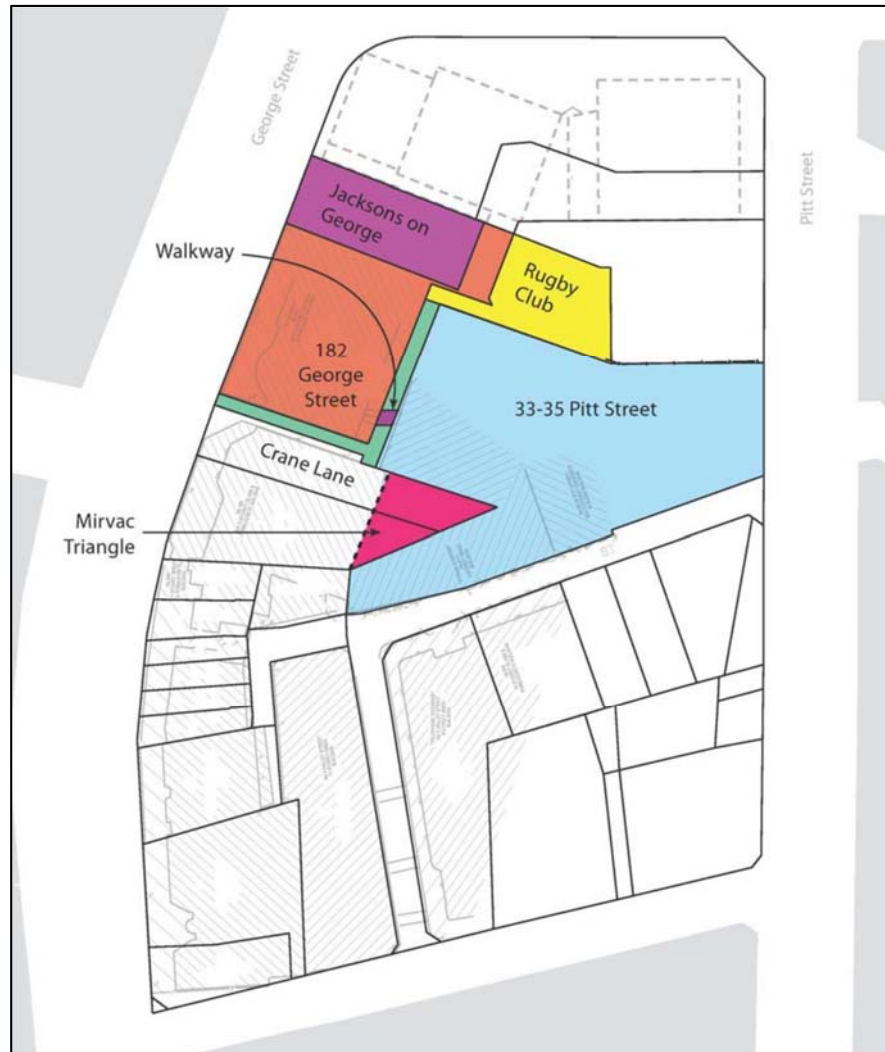 George Street
Pitt Street
Jacksons on
George
Walkway
Rugby
Club
182
George
Street
33-35 Pitt Street
Crane Lane
Mirvac
Triangle